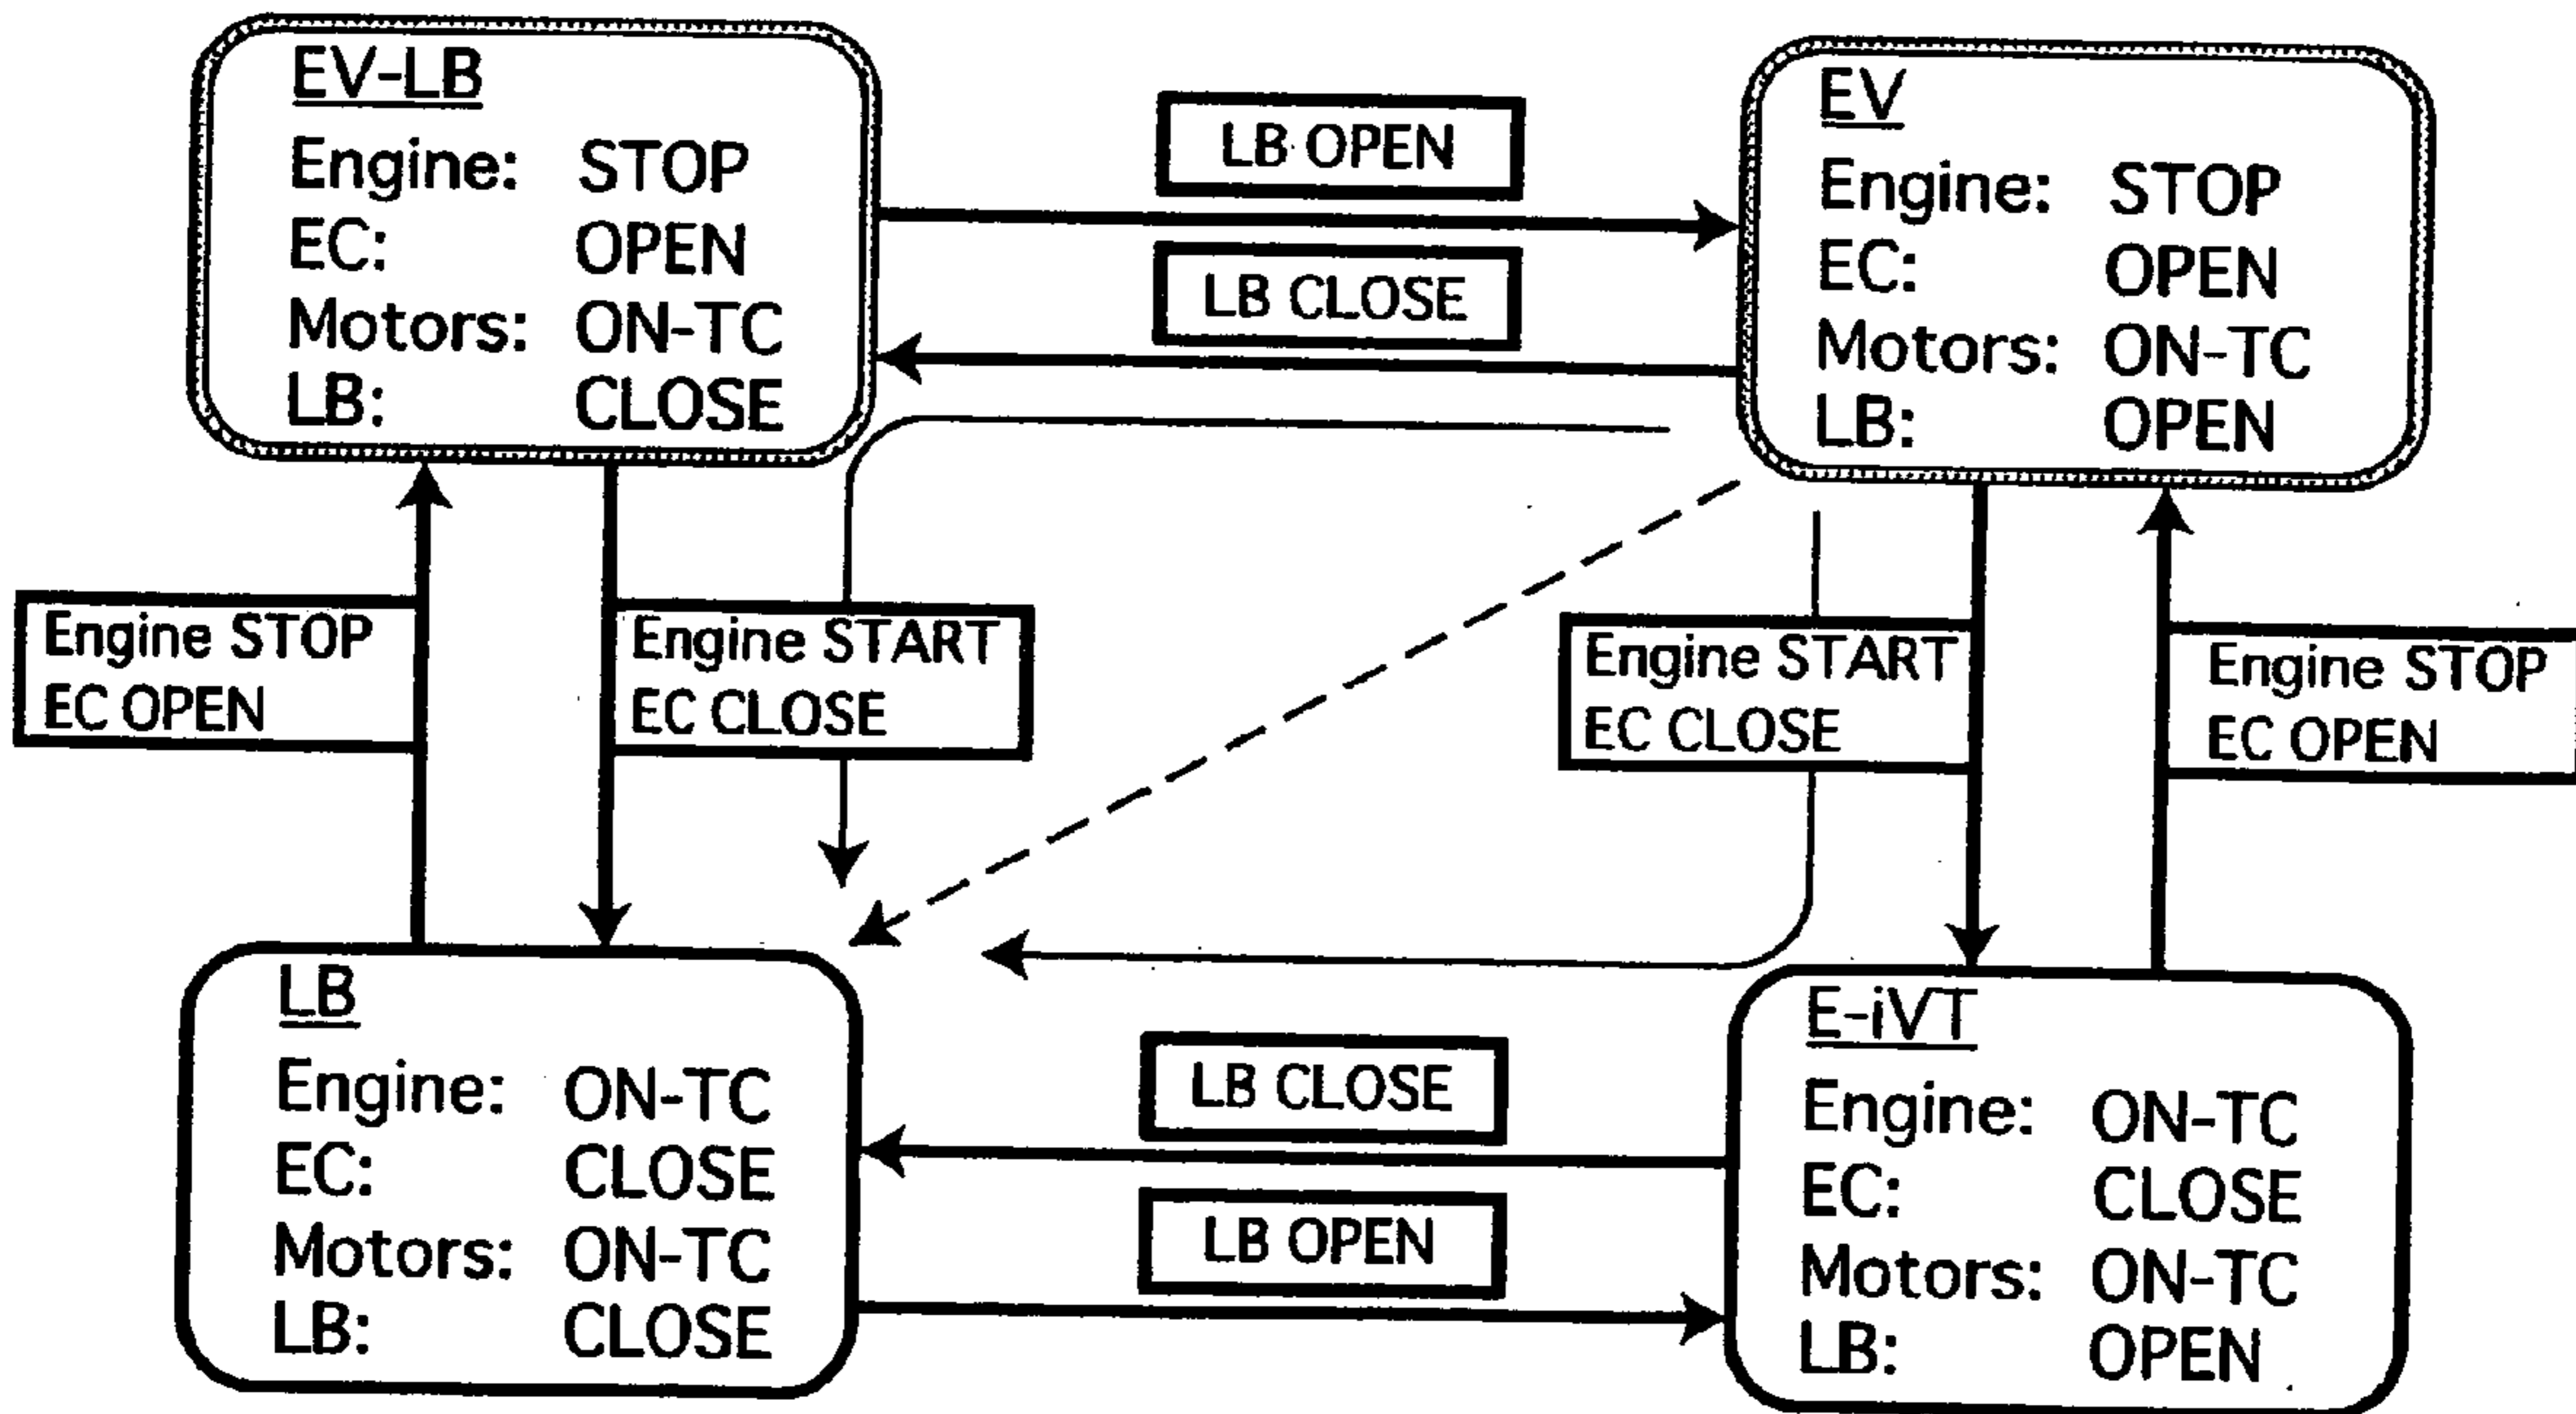 EV-LB
Engine: STOP
EC: OPEN
Motors: ON-TC
LB: CLOSE
LB OPEN
LB CLOSE
EV
Engine: STOP
EC: OPEN
Motors: ON-TC
LB: OPEN
Engine STOP
EC OPEN
Engine START
EC CLOSE
Engine START
EC CLOSE
Engine STOP
EC OPEN
LB
Engine: ON-TC
EC: CLOSE
Motors: ON-TC
LB: CLOSE
LB CLOSE
LB OPEN
E-iVT
Engine: ON-TC
EC: CLOSE
Motors: ON-TC
LB: OPEN